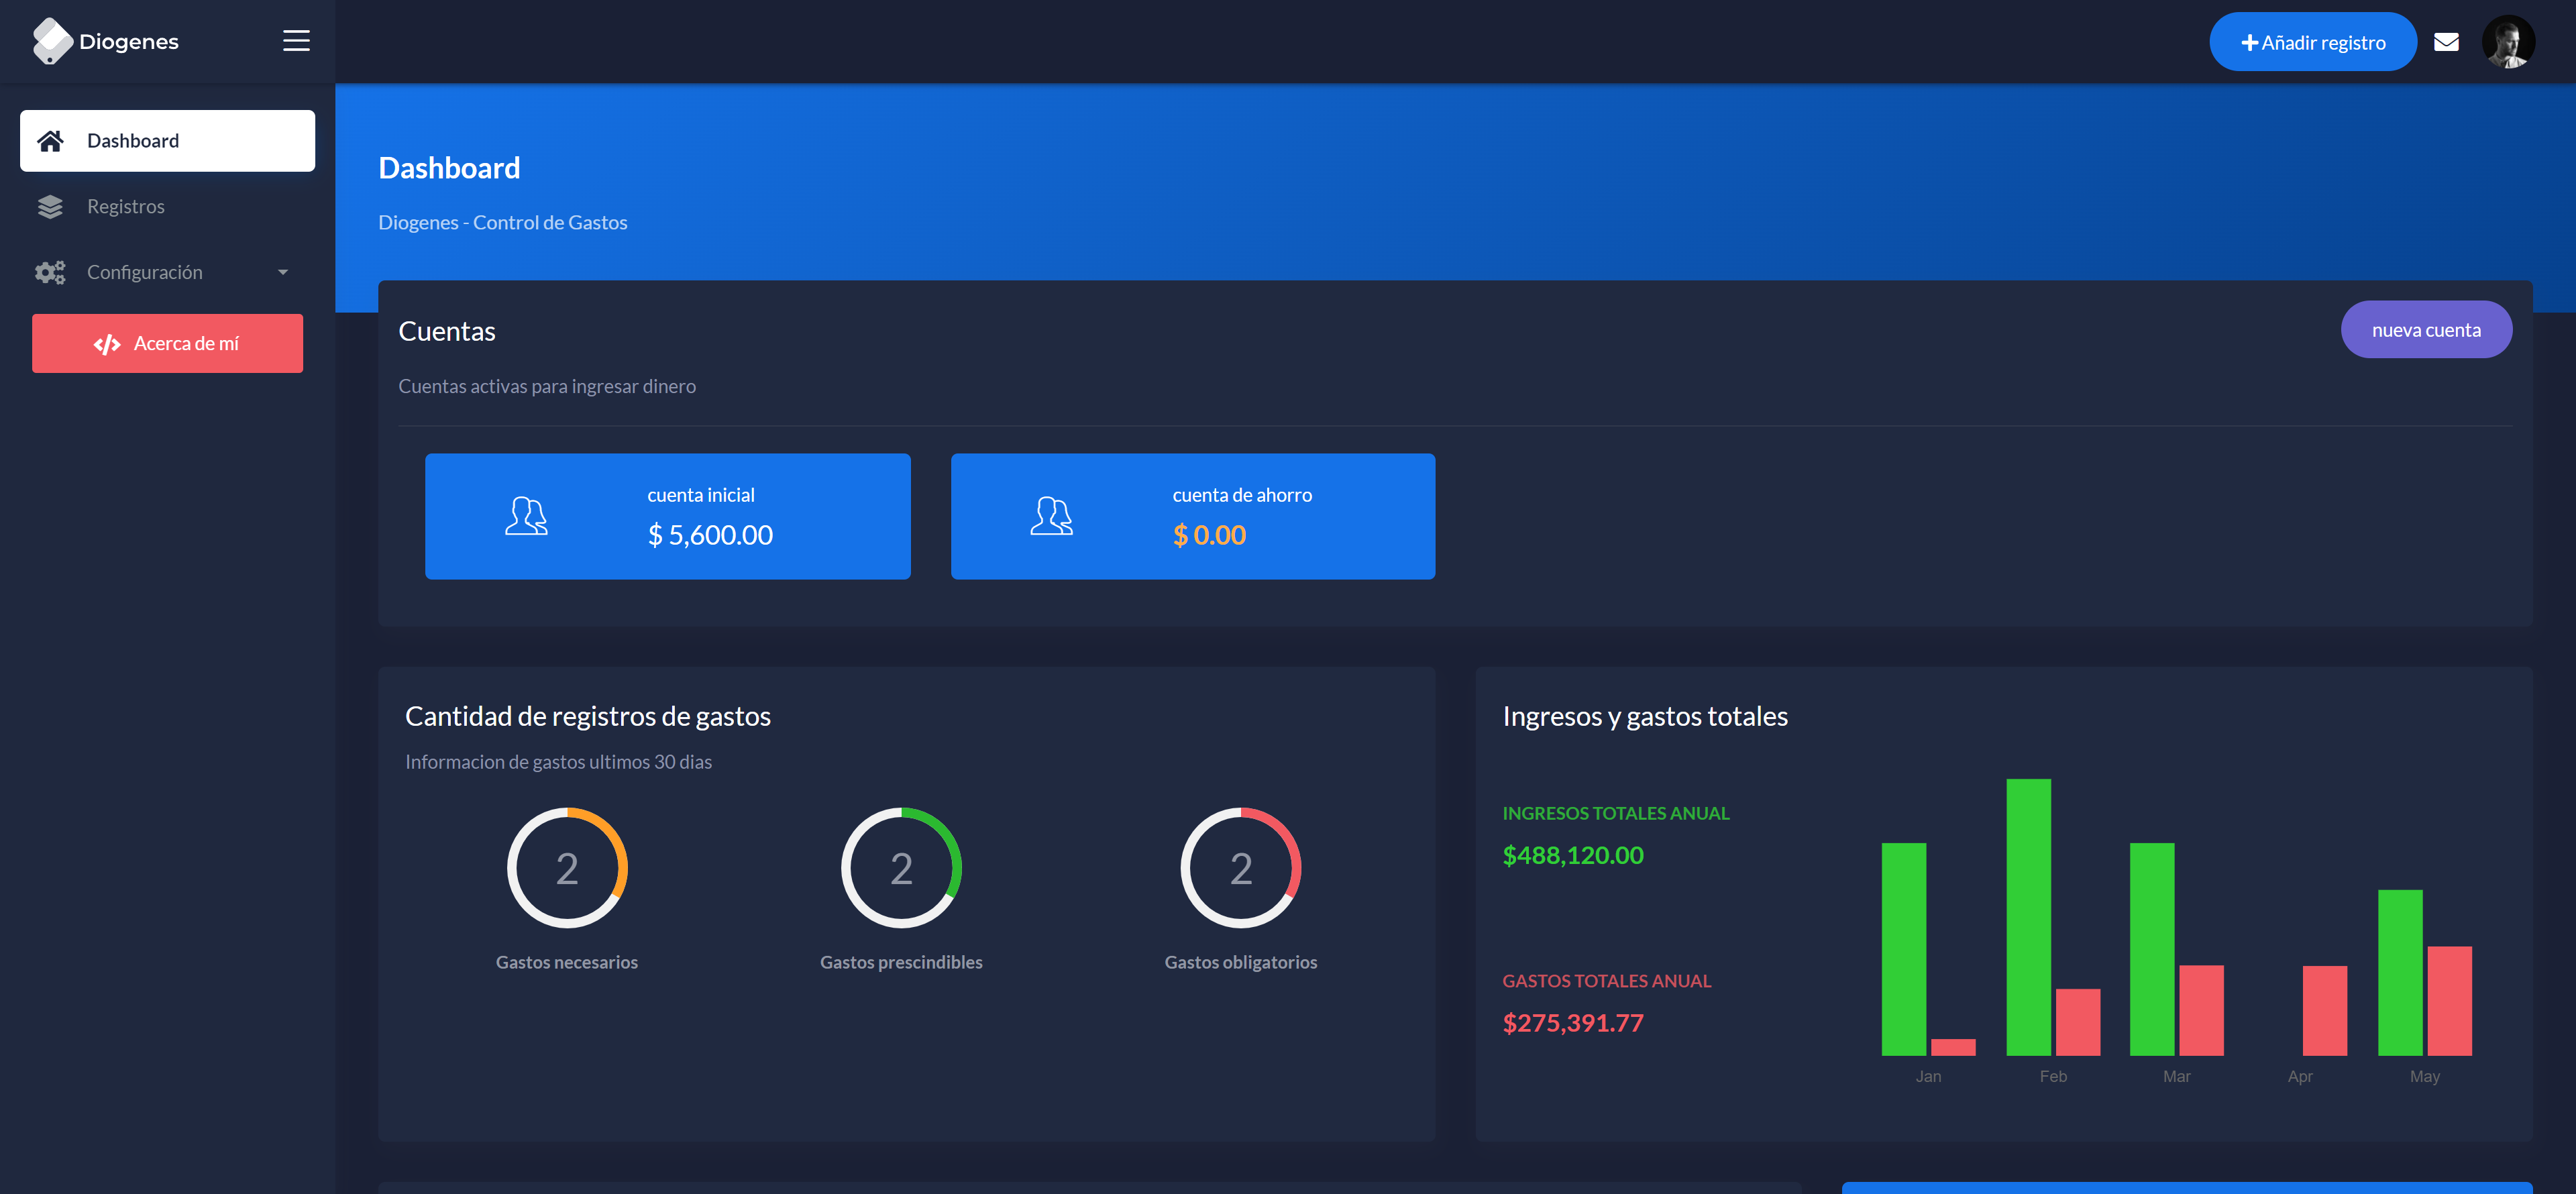 Diogenes
Añadir registro
Dashboard
Registros
Configuración
Acerca de mí
Dashboard
Diogenes - Control de Gastos
Cuentas
nueva cuenta
Cuentas activas para ingresar dinero
cuenta inicial
$ 5,600.00
cuenta de ahorro
$ 0.00
Cantidad de registros de gastos
Informacion de gastos ultimos 30 dias
2
Gastos necesarios
2
Gastos prescindibles
2
Gastos obligatorios
Ingresos y gastos totales
INGRESOS TOTALES ANUAL
$488,120.00
GASTOS TOTALES ANUAL
$275,391.77
Jan Feb Mar Apr May